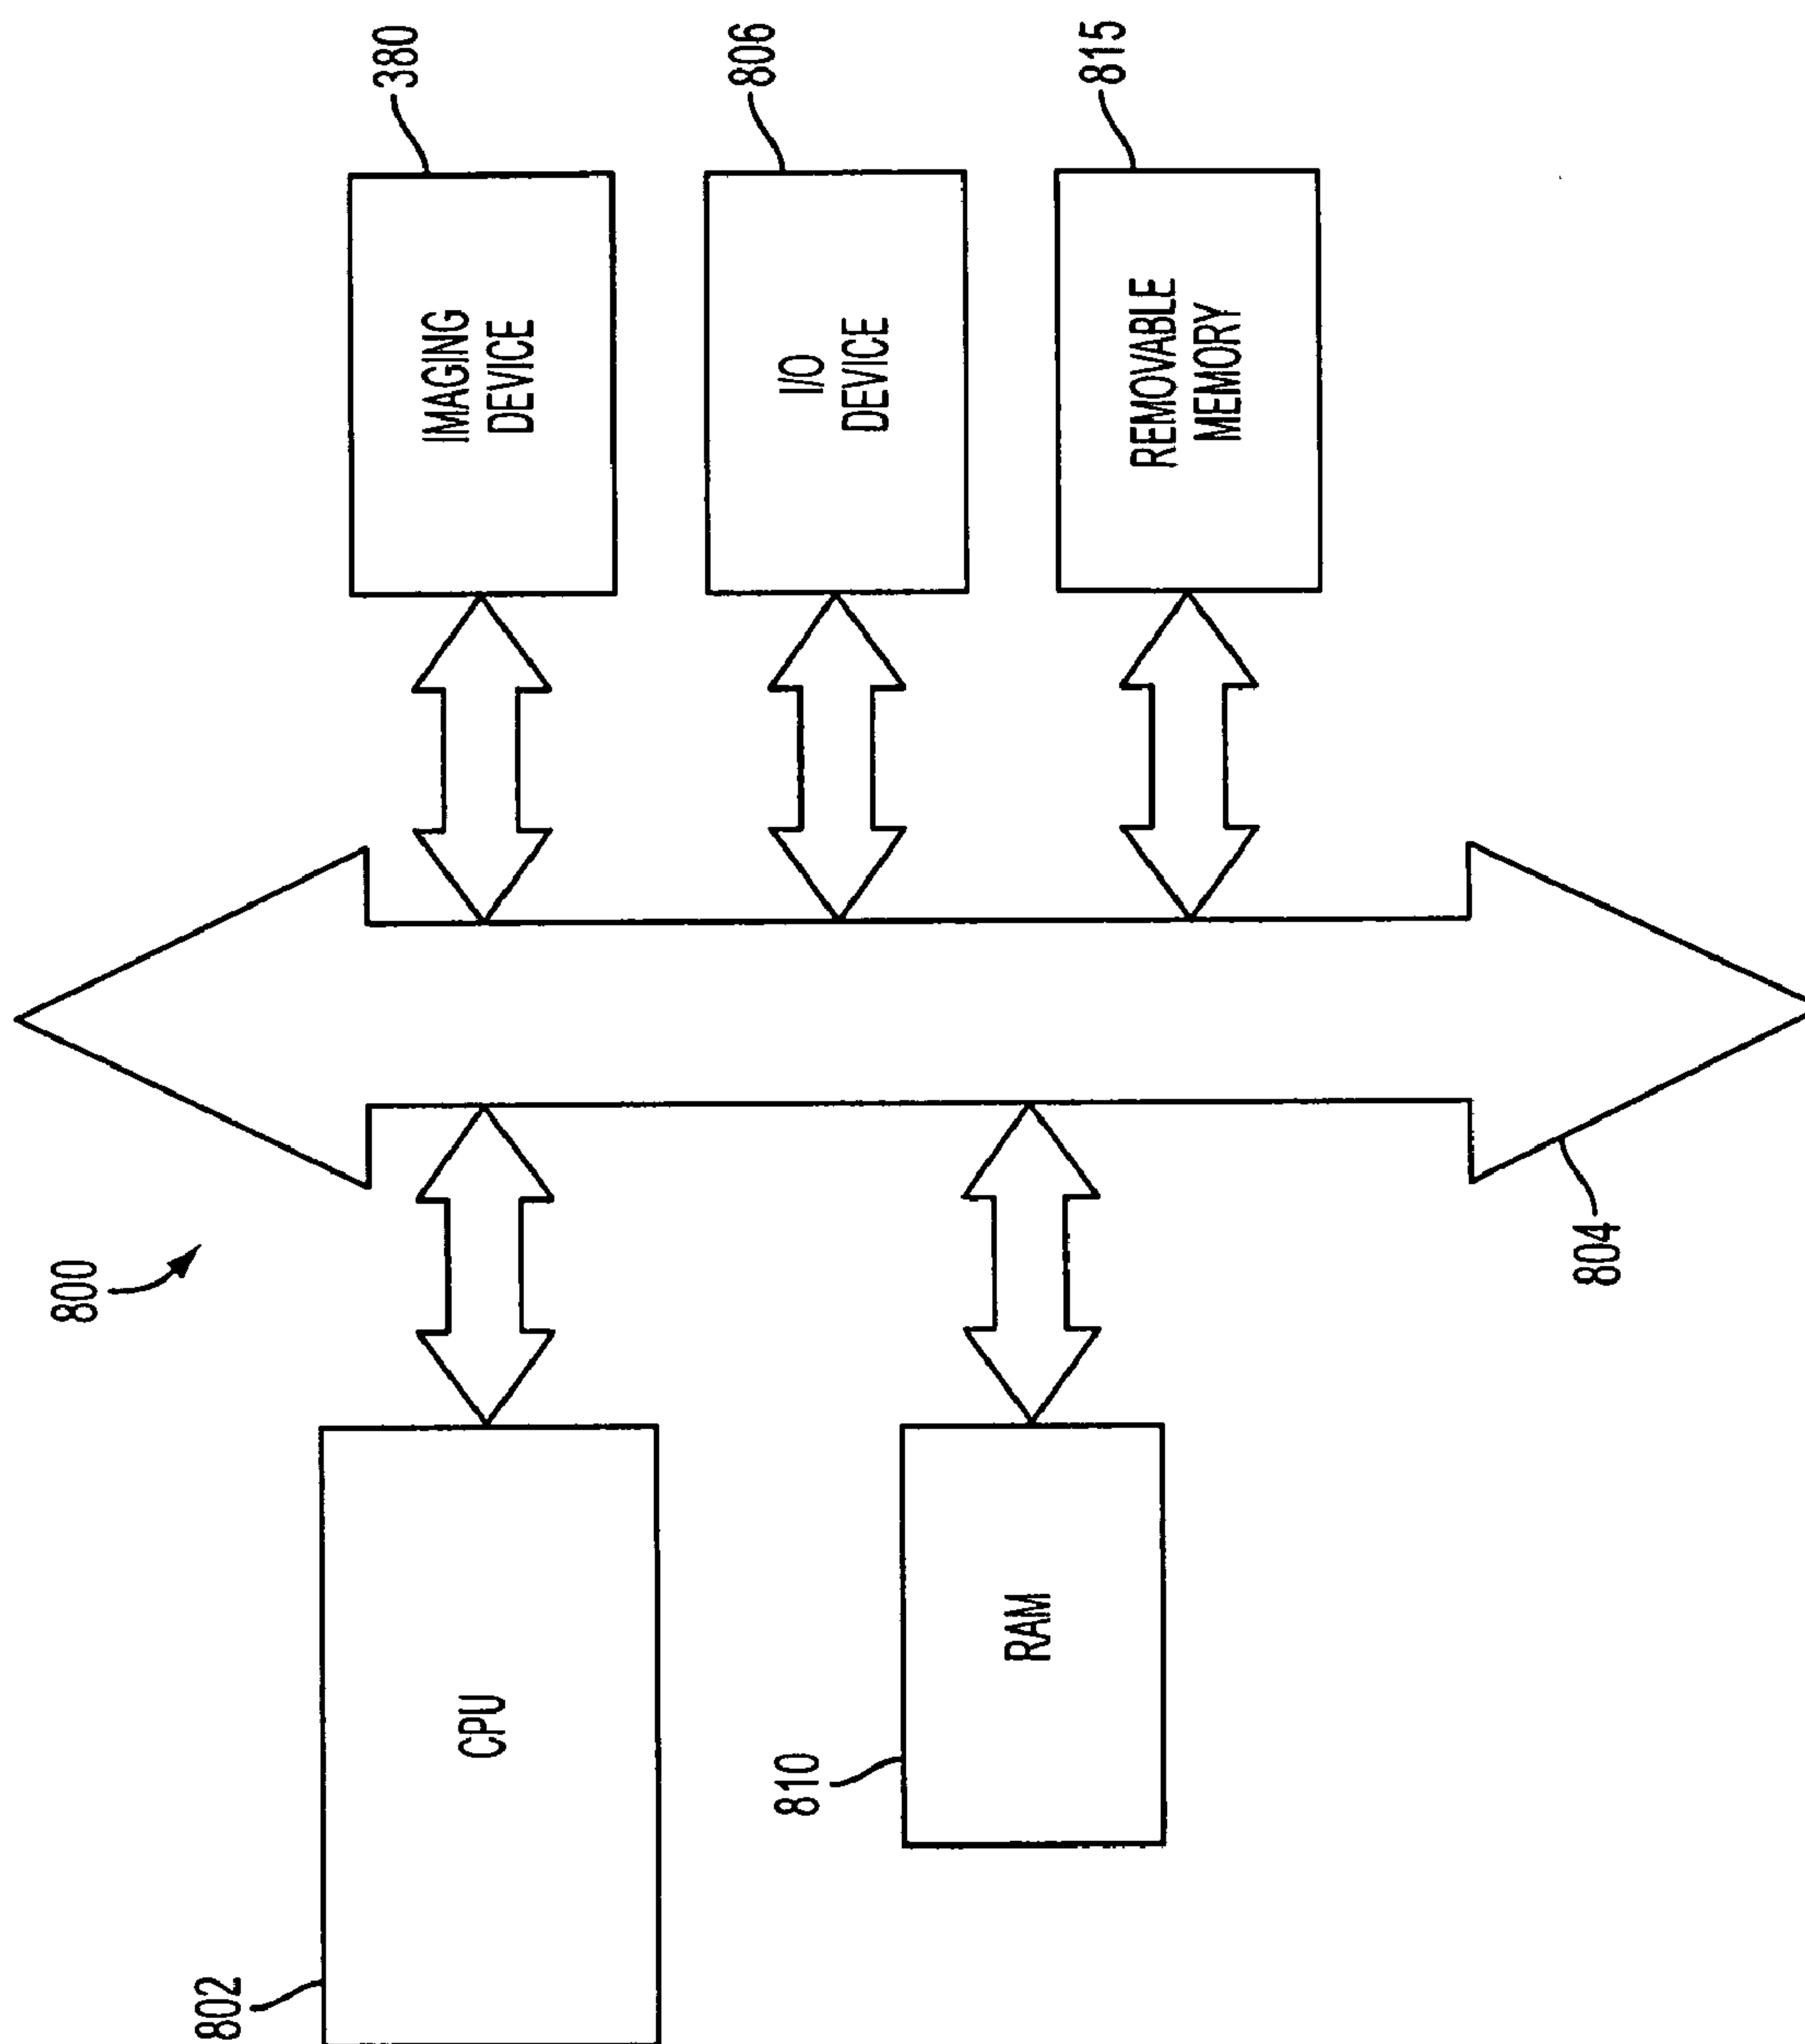 800
802
380
CPU
IMAGING
DEVICE
806
810
I/O
DEVICE
RAM
815
REMOVABLE
MEMORY
804